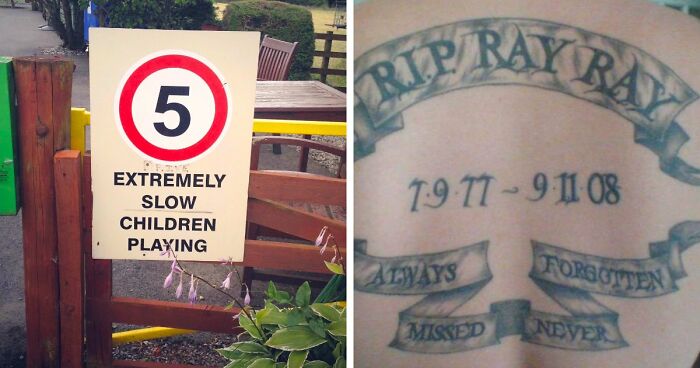 5
EXTREMELY
SLOW
CHILDREN
PLAYING
R.I.P. RAY RAY
7·9·77 ~ 9·11·08
ALWAYS FORGOTTEN
MISSED NEVER